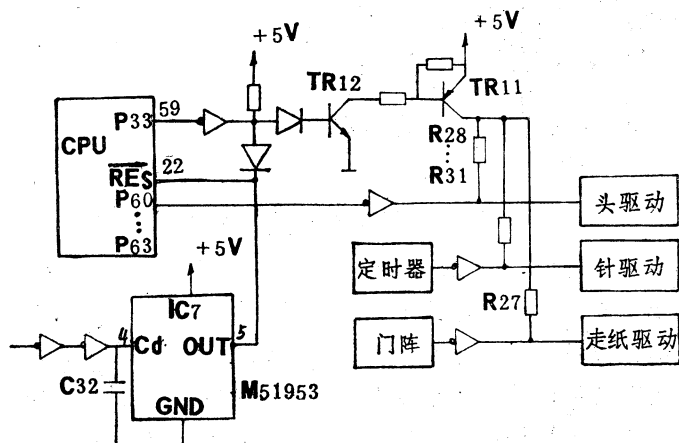 +5V
TR12
+5V
TR11
P33
59
CPU
R28
R31
RES
22
P60
P63
头驱动
+5V
定时器
针驱动
IC7
R27
4
Cd
OUT
5
门阵
走纸驱动
C32
M51953
GND